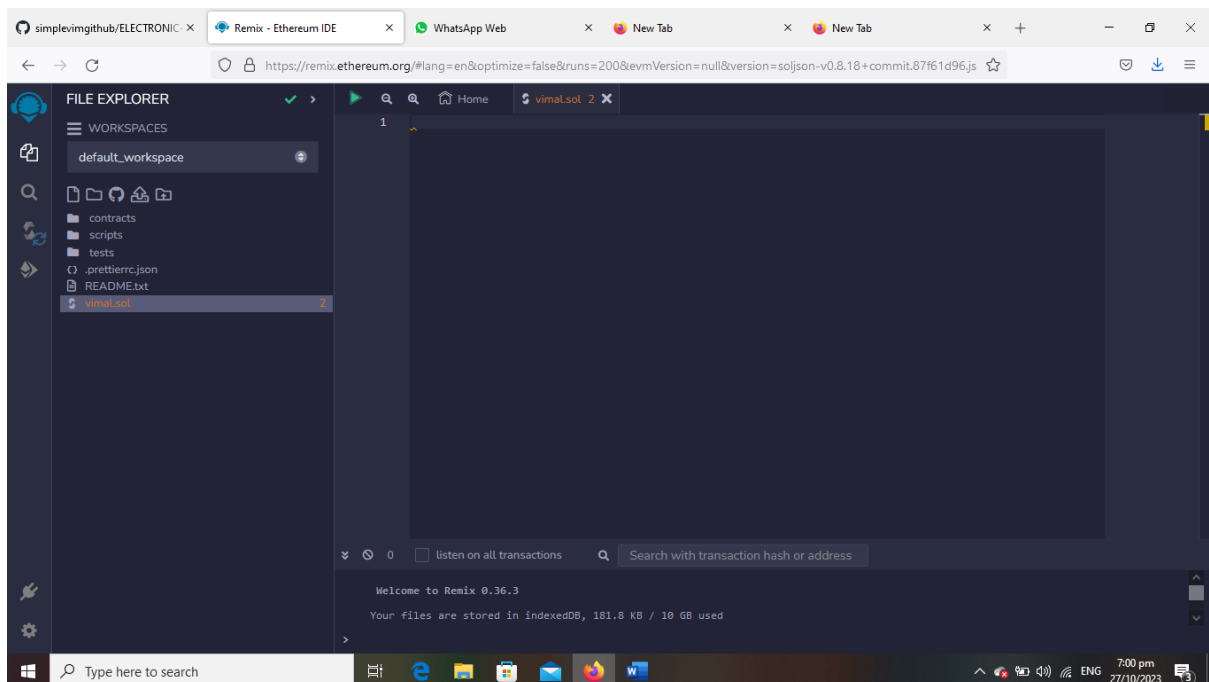 simplevimgithub/ELECTRONIC-
Remix - Ethereum IDE
WhatsApp Web
New Tab
New Tab
https://remix.ethereum.org/#lang=en&optimize=false&runs=200&evmVersion=null&version=soljson-v0.8.18+commit.87f61d96.js
FILE EXPLORER
Home
vimal.sol 2
WORKSPACES
1
default_workspace
contracts
scripts
tests
.prettierrc.json
README.txt
vimal.sol 2
0 listen on all transactions Search with transaction hash or address
Welcome to Remix 0.36.3
Your files are stored in indexedDB, 181.8 KB / 10 GB used
>
Type here to search
ENG
7:00 pm
27/10/2023
3